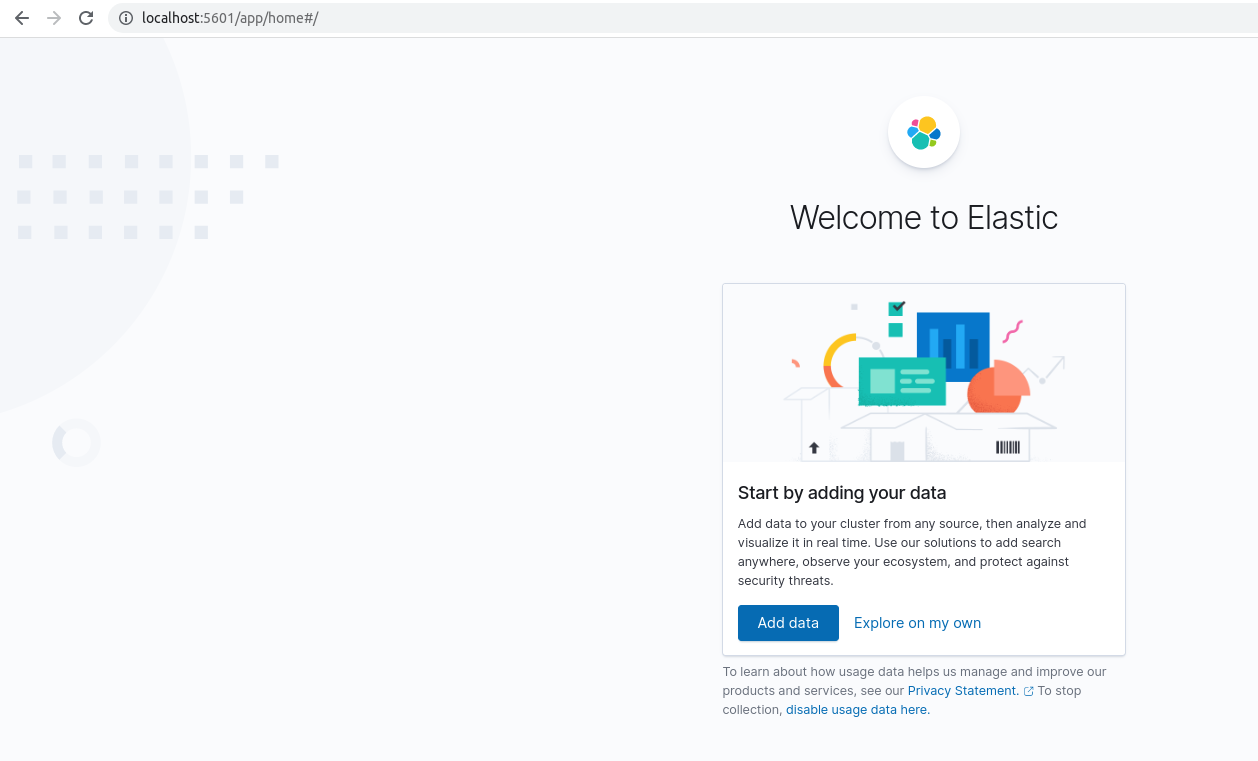 localhost:5601/app/home#/
Welcome to Elastic
Start by adding your data
Add data to your cluster from any source, then analyze and
visualize it in real time. Use our solutions to add search
anywhere, observe your ecosystem, and protect against
security threats.
Add data
Explore on my own
To learn about how usage data helps us manage and improve our
products and services, see our Privacy Statement. To stop
collection, disable usage data here.